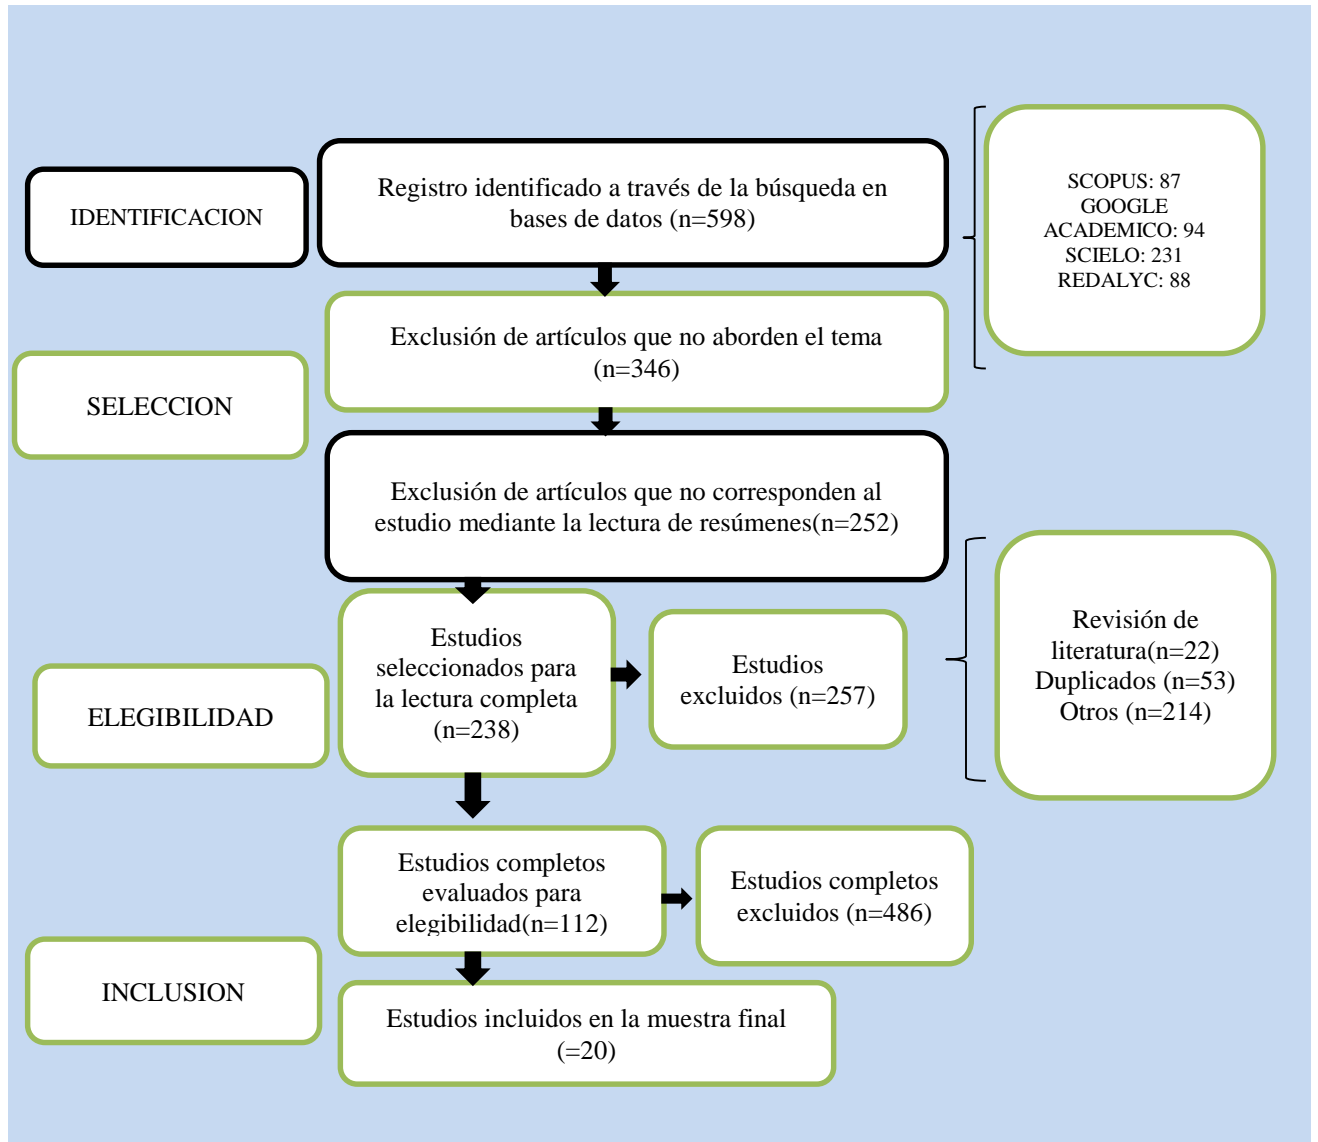 IDENTIFICACION
Registro identificado a través de la búsqueda en
bases de datos (n=598)
SCOPUS: 87
GOOGLE
ACADEMICO: 94
SCIELO: 231
REDALYC: 88
Exclusión de artículos que no aborden el tema
(n=346)
SELECCION
Exclusión de artículos que no corresponden al
estudio mediante la lectura de resúmenes(n=252)
ELEGIBILIDAD
Estudios
seleccionados para
la lectura completa
(n=238)
Estudios
excluidos (n=257)
Revisión de
literatura(n=22)
Duplicados (n=53)
Otros (n=214)
Estudios completos
evaluados para
elegibilidad(n=112)
Estudios completos
excluidos (n=486)
INCLUSION
Estudios incluidos en la muestra final
(=20)